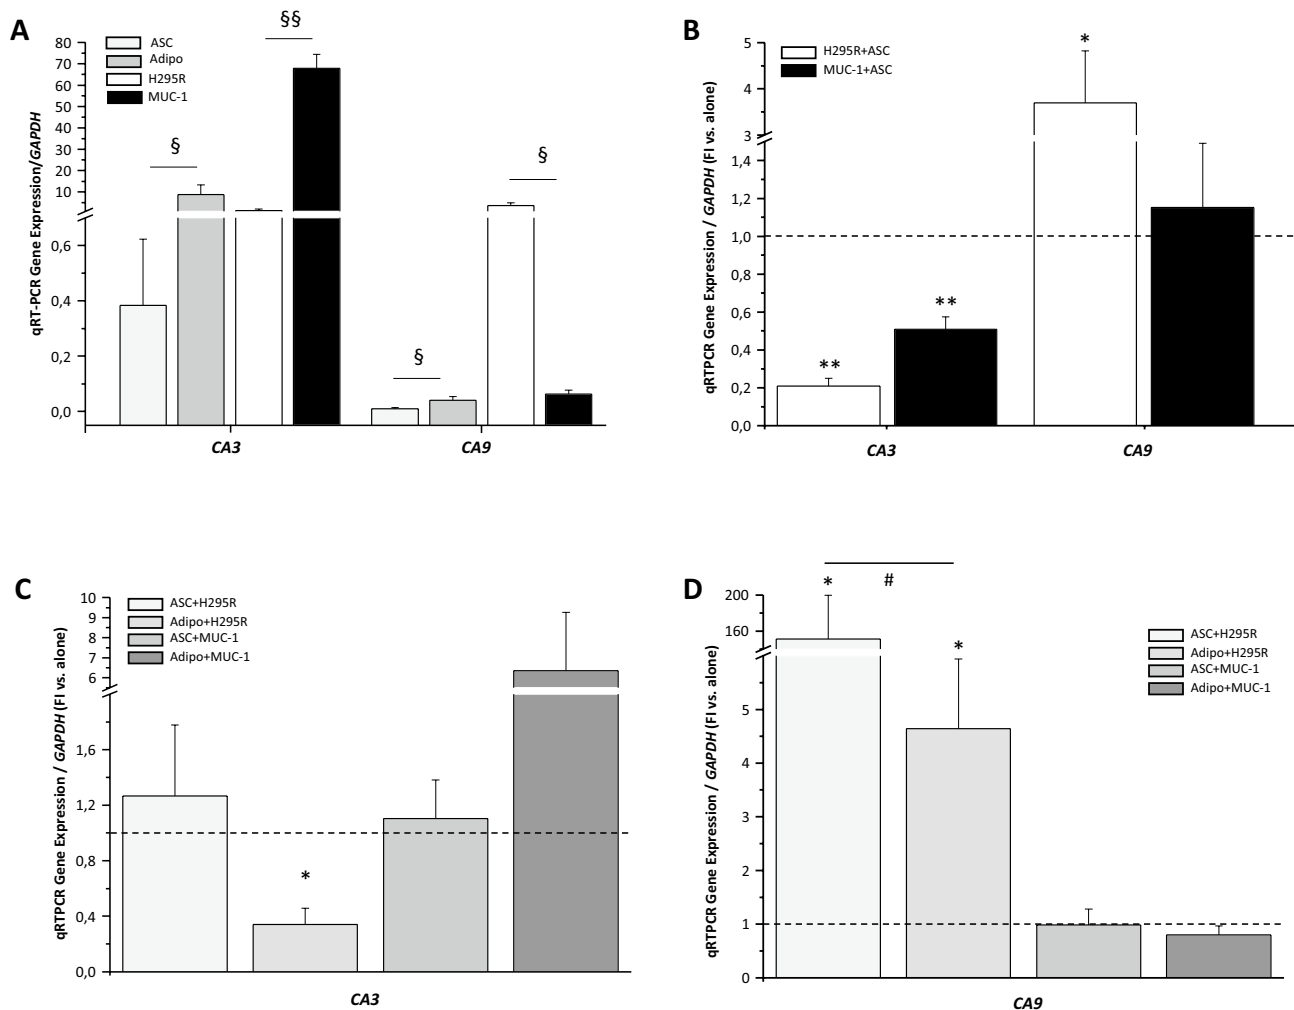 A
§§
80
70
60
50
40
30
20
10
0,6
0,4
0,2
0,0
qRT-PCR Gene Expression/GAPDH
ASC
Adipo
H295R
MUC-1
§
§
§
CA3
CA9
B
5
4
3
1,4
1,2
1,0
0,8
0,6
0,4
0,2
0,0
qRTPCR Gene Expression / GAPDH (FI vs. alone)
H295R+ASC
MUC-1+ASC
*
**
**
CA3
CA9
C
10
9
8
7
6
1,6
1,2
0,8
0,4
0,0
qRTPCR Gene Expression / GAPDH (FI vs. alone)
ASC+H295R
Adipo+H295R
ASC+MUC-1
Adipo+MUC-1
*
CA3
D
200
160
5
4
3
2
1
0
qRTPCR Gene Expression / GAPDH (FI vs. alone)
*
#
*
ASC+H295R
Adipo+H295R
ASC+MUC-1
Adipo+MUC-1
CA9